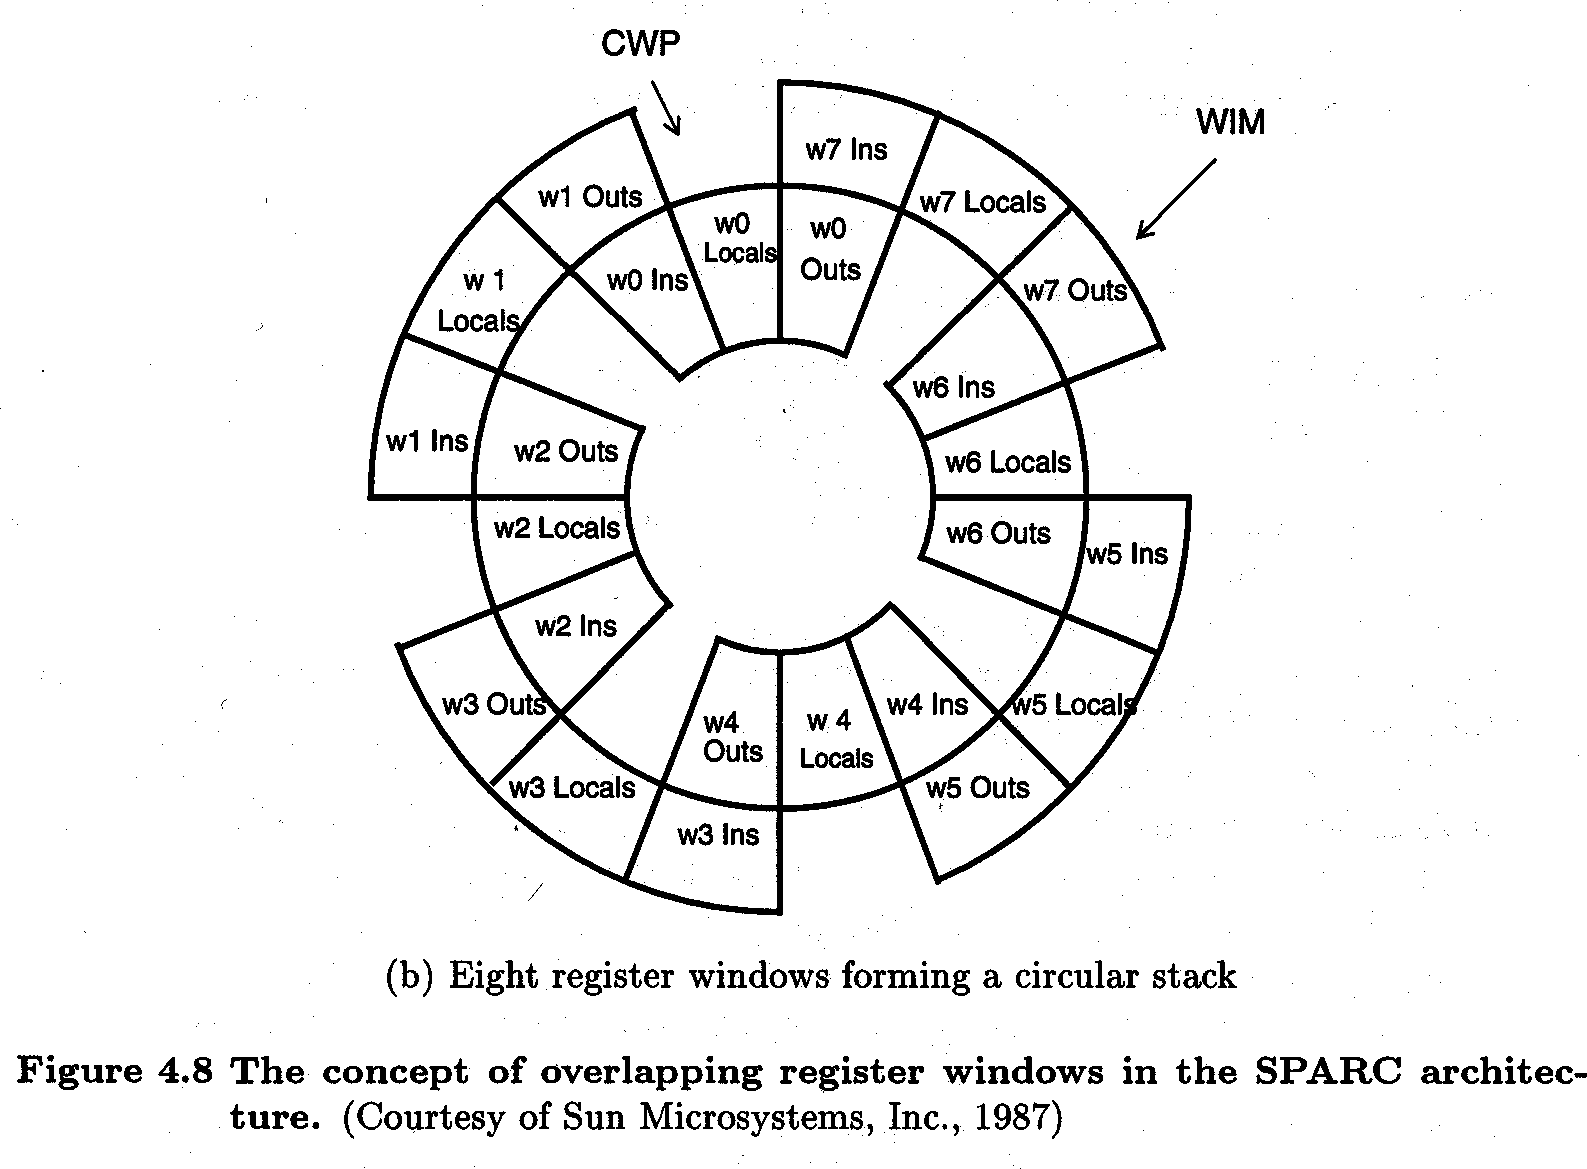 CWP
WIM
w7 Ins
w1 Outs
w7 Locals
w0
Locals
w0
Outs
w 1
Locals
w0 Ins
w7 Outs
w6 Ins
w1 Ins
w2 Outs
w6 Locals
w2 Locals
w6 Outs
w5 Ins
w2 Ins
w3 Outs
w4
Outs
w 4
Locals
w4 Ins
w5 Locals
w3 Locals
w5 Outs
w3 Ins
(b) Eight register windows forming a circular stack
Figure 4.8 The concept of overlapping register windows in the SPARC architec-
ture. (Courtesy of Sun Microsystems, Inc., 1987)